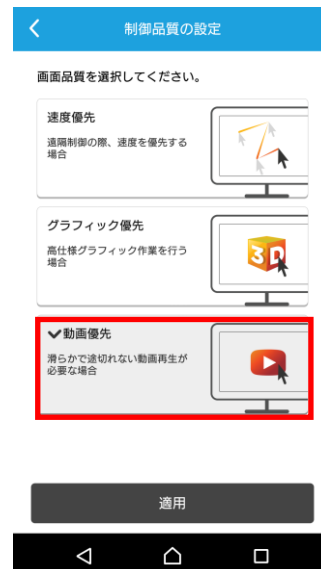 制御品質の設定
画面品質を選択してください。
速度優先
遠隔制御の際、速度を優先する
場合
グラフィック優先
高仕様グラフィック作業を行う
場合
3D
動画優先
滑らかで途切れない動画再生が
必要な場合
適用